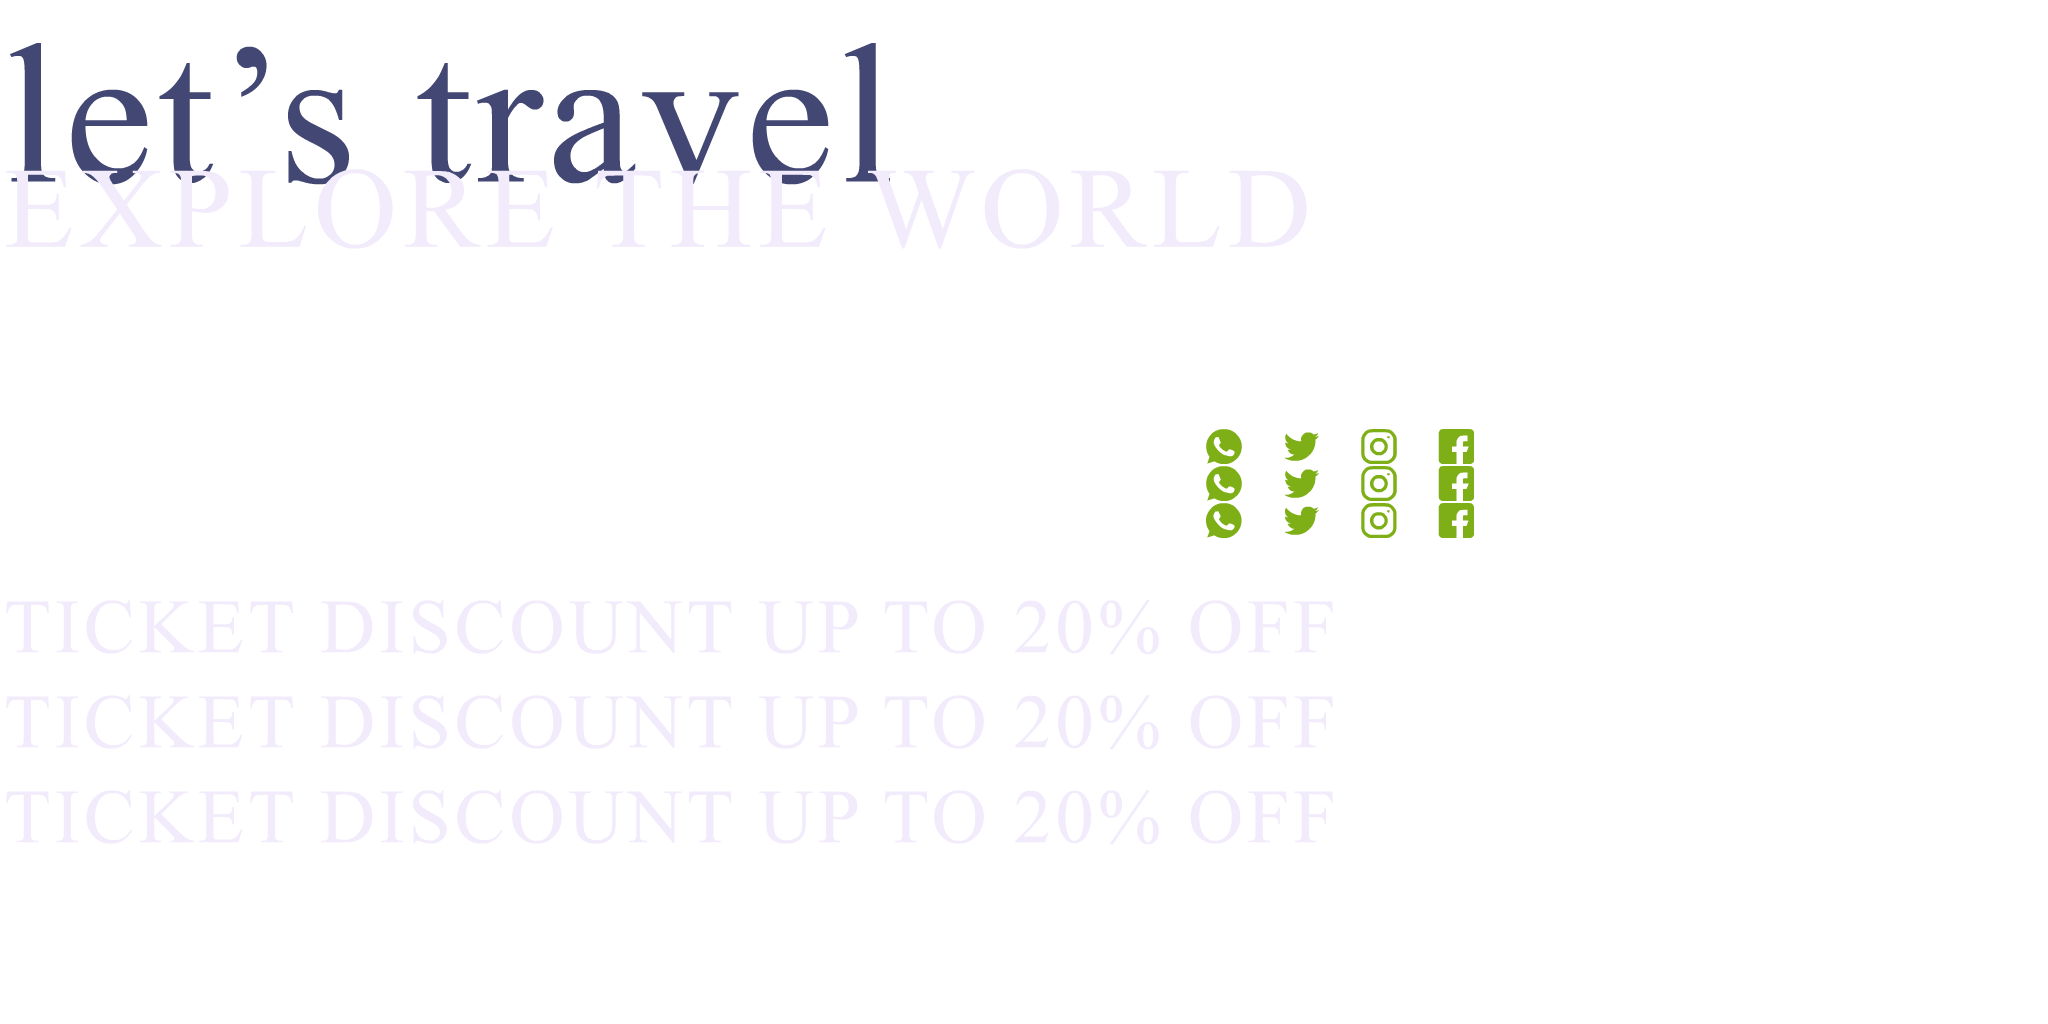 let’s travel
EXPLORE THE WORLD
TICKET DISCOUNT UP TO 20% OFF
TICKET DISCOUNT UP TO 20% OFF
TICKET DISCOUNT UP TO 20% OFF